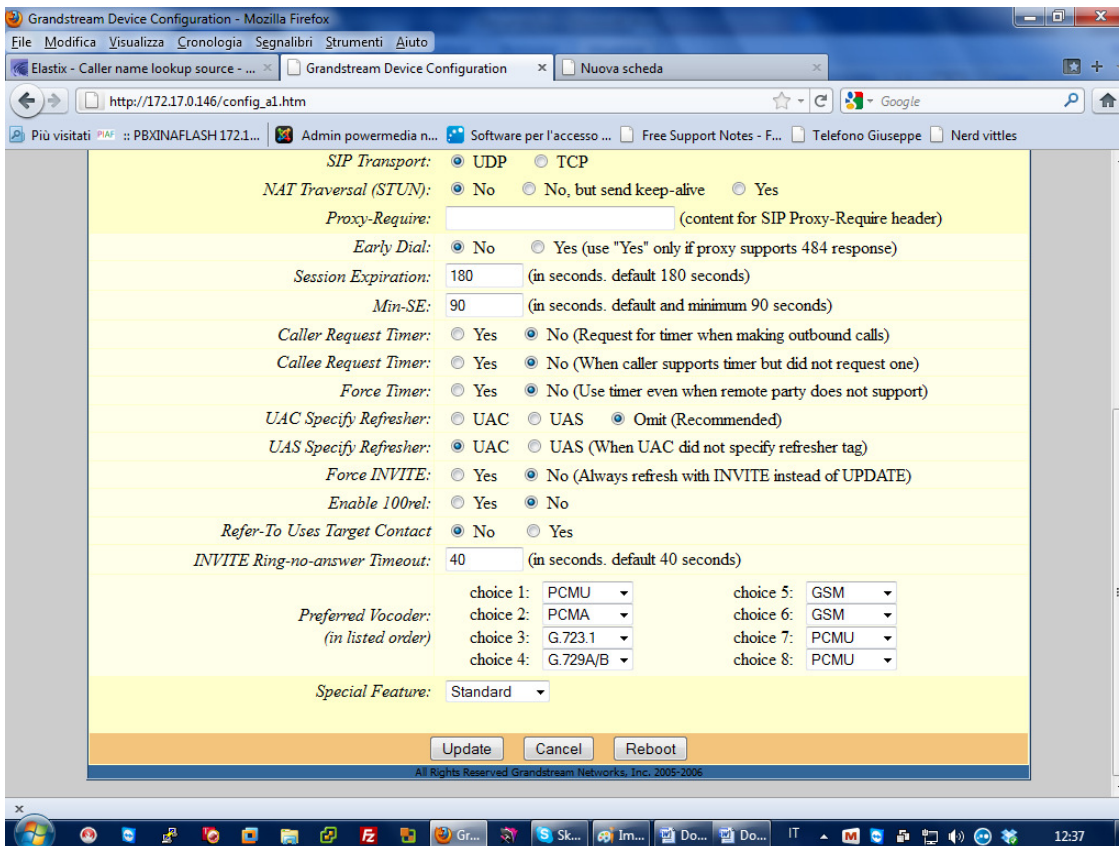 Grandstream Device Configuration - Mozilla Firefox
File Modifica Visualizza Cronologia Segnalibri Strumenti Aiuto
Elastix - Caller name lookup source - ... Grandstream Device Configuration Nuova scheda
http://172.17.0.146/config_a1.htm Google
Più visitati PIAF :: PBXINAFLASH 172.1... Admin powermedia n... Software per l'accesso ... Free Support Notes - F... Telefono Giuseppe Nerd vittles
SIP Transport: UDP TCP
NAT Traversal (STUN): No No, but send keep-alive Yes
Proxy-Require: (content for SIP Proxy-Require header)
Early Dial: No Yes (use "Yes" only if proxy supports 484 response)
Session Expiration: 180 (in seconds. default 180 seconds)
Min-SE: 90 (in seconds. default and minimum 90 seconds)
Caller Request Timer: Yes No (Request for timer when making outbound calls)
Callee Request Timer: Yes No (When caller supports timer but did not request one)
Force Timer: Yes No (Use timer even when remote party does not support)
UAC Specify Refresher: UAC UAS Omit (Recommended)
UAS Specify Refresher: UAC UAS (When UAC did not specify refresher tag)
Force INVITE: Yes No (Always refresh with INVITE instead of UPDATE)
Enable 100rel: Yes No
Refer-To Uses Target Contact No Yes
INVITE Ring-no-answer Timeout: 40 (in seconds. default 40 seconds)
choice 1: PCMU choice 5: GSM
Preferred Vocoder: choice 2: PCMA choice 6: GSM
(in listed order) choice 3: G.723.1 choice 7: PCMU
choice 4: G.729A/B choice 8: PCMU
Special Feature: Standard
Update Cancel Reboot
All Rights Reserved Grandstream Networks, Inc. 2005-2006
Gr... Sk... Im... Do... Do... IT 12:37